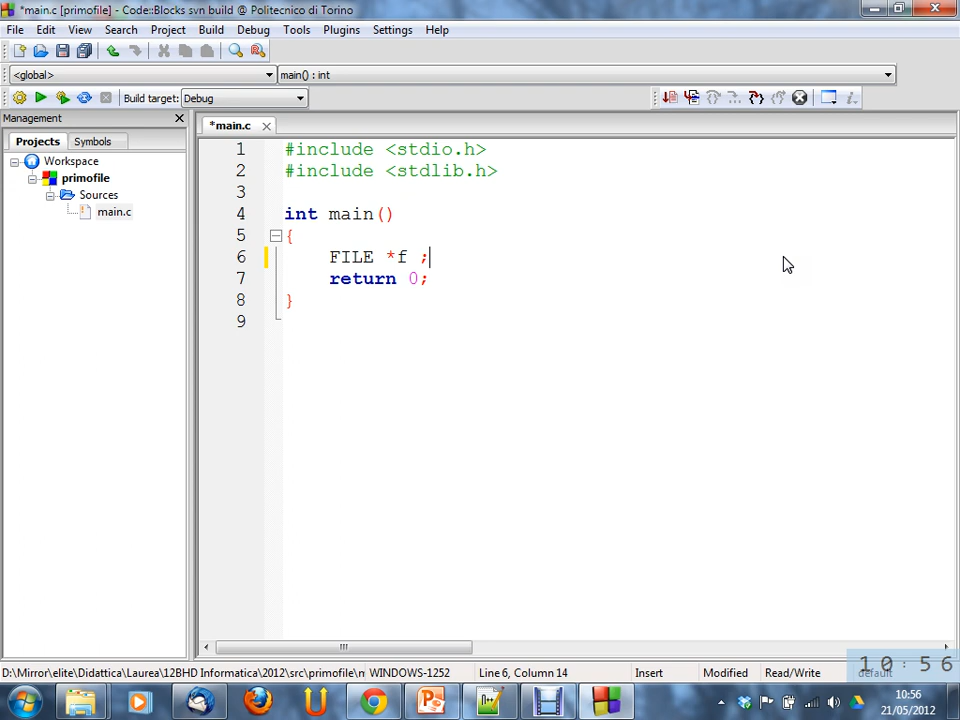 *main.c [primofile] - Code::Blocks svn build @ Politecnico di Torino
File Edit View Search Project Build Debug Tools Plugins Settings Help
<global> main() : int
Build target: Debug
Management
Projects Symbols
Workspace
primofile
Sources
main.c
*main.c
1 #include <stdio.h>
2 #include <stdlib.h>
3
4 int main()
5 {
6 FILE *f ;
7 return 0;
8 }
9
D:\Mirror\elite\Didattica\Laurea\12BHD Informatica\2012\src\primofile\m WINDOWS-1252 Line 6, Column 14 Insert Modified Read/Write default
10:56
10:56
21/05/2012